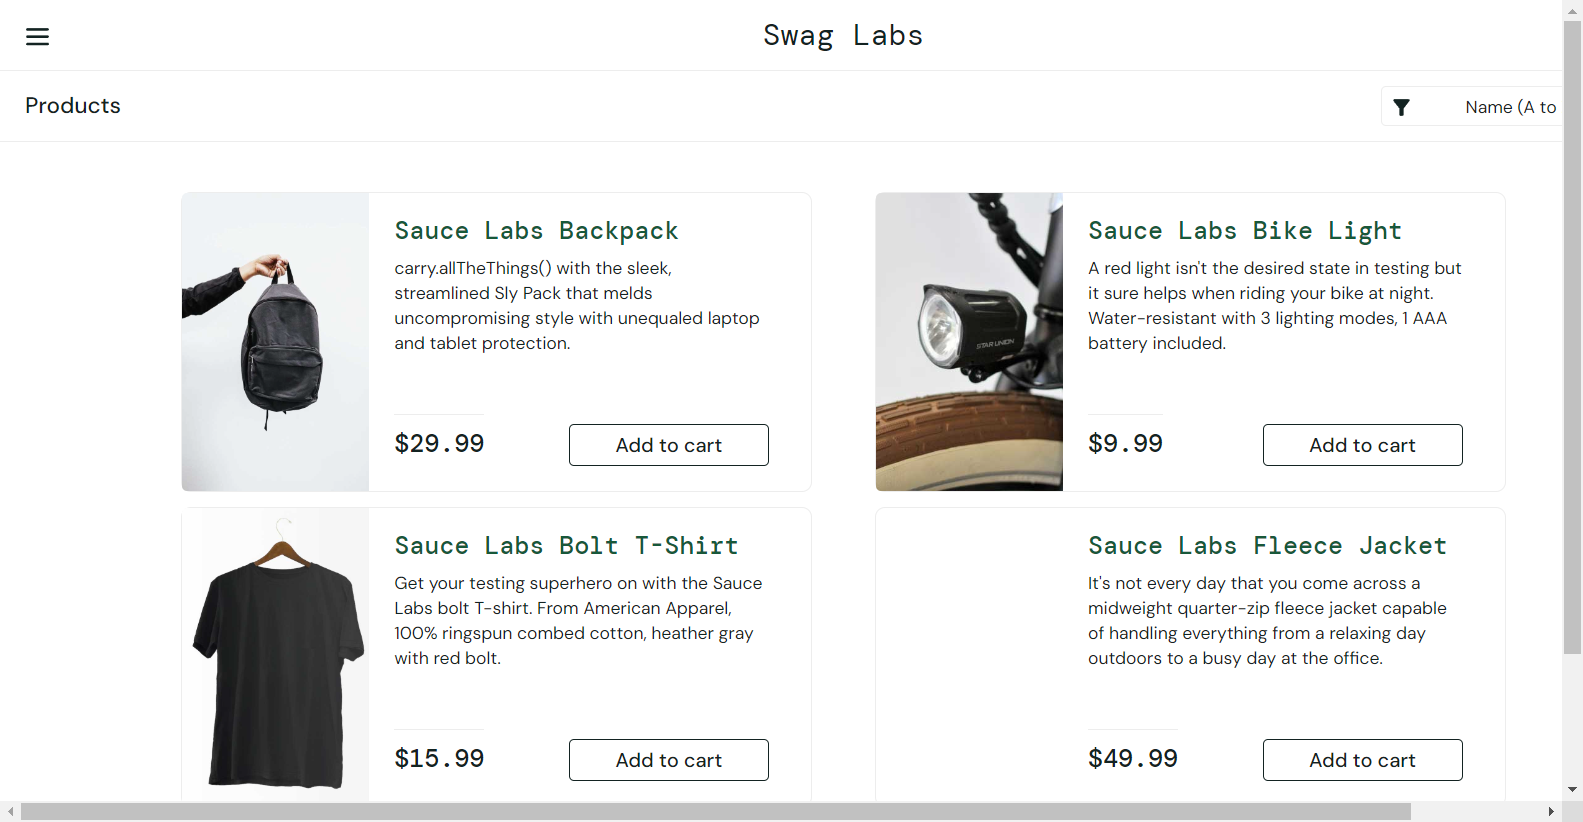 Swag Labs
Products
Name (A to
Sauce Labs Backpack
carry.allTheThings() with the sleek,
streamlined Sly Pack that melds
uncompromising style with unequaled laptop
and tablet protection.
$29.99
Add to cart
Sauce Labs Bike Light
A red light isn't the desired state in testing but
it sure helps when riding your bike at night.
Water-resistant with 3 lighting modes, 1 AAA
battery included.
STAR UNION
$9.99
Add to cart
Sauce Labs Bolt T-Shirt
Get your testing superhero on with the Sauce
Labs bolt T-shirt. From American Apparel,
100% ringspun combed cotton, heather gray
with red bolt.
$15.99
Add to cart
Sauce Labs Fleece Jacket
It's not every day that you come across a
midweight quarter-zip fleece jacket capable
of handling everything from a relaxing day
outdoors to a busy day at the office.
$49.99
Add to cart